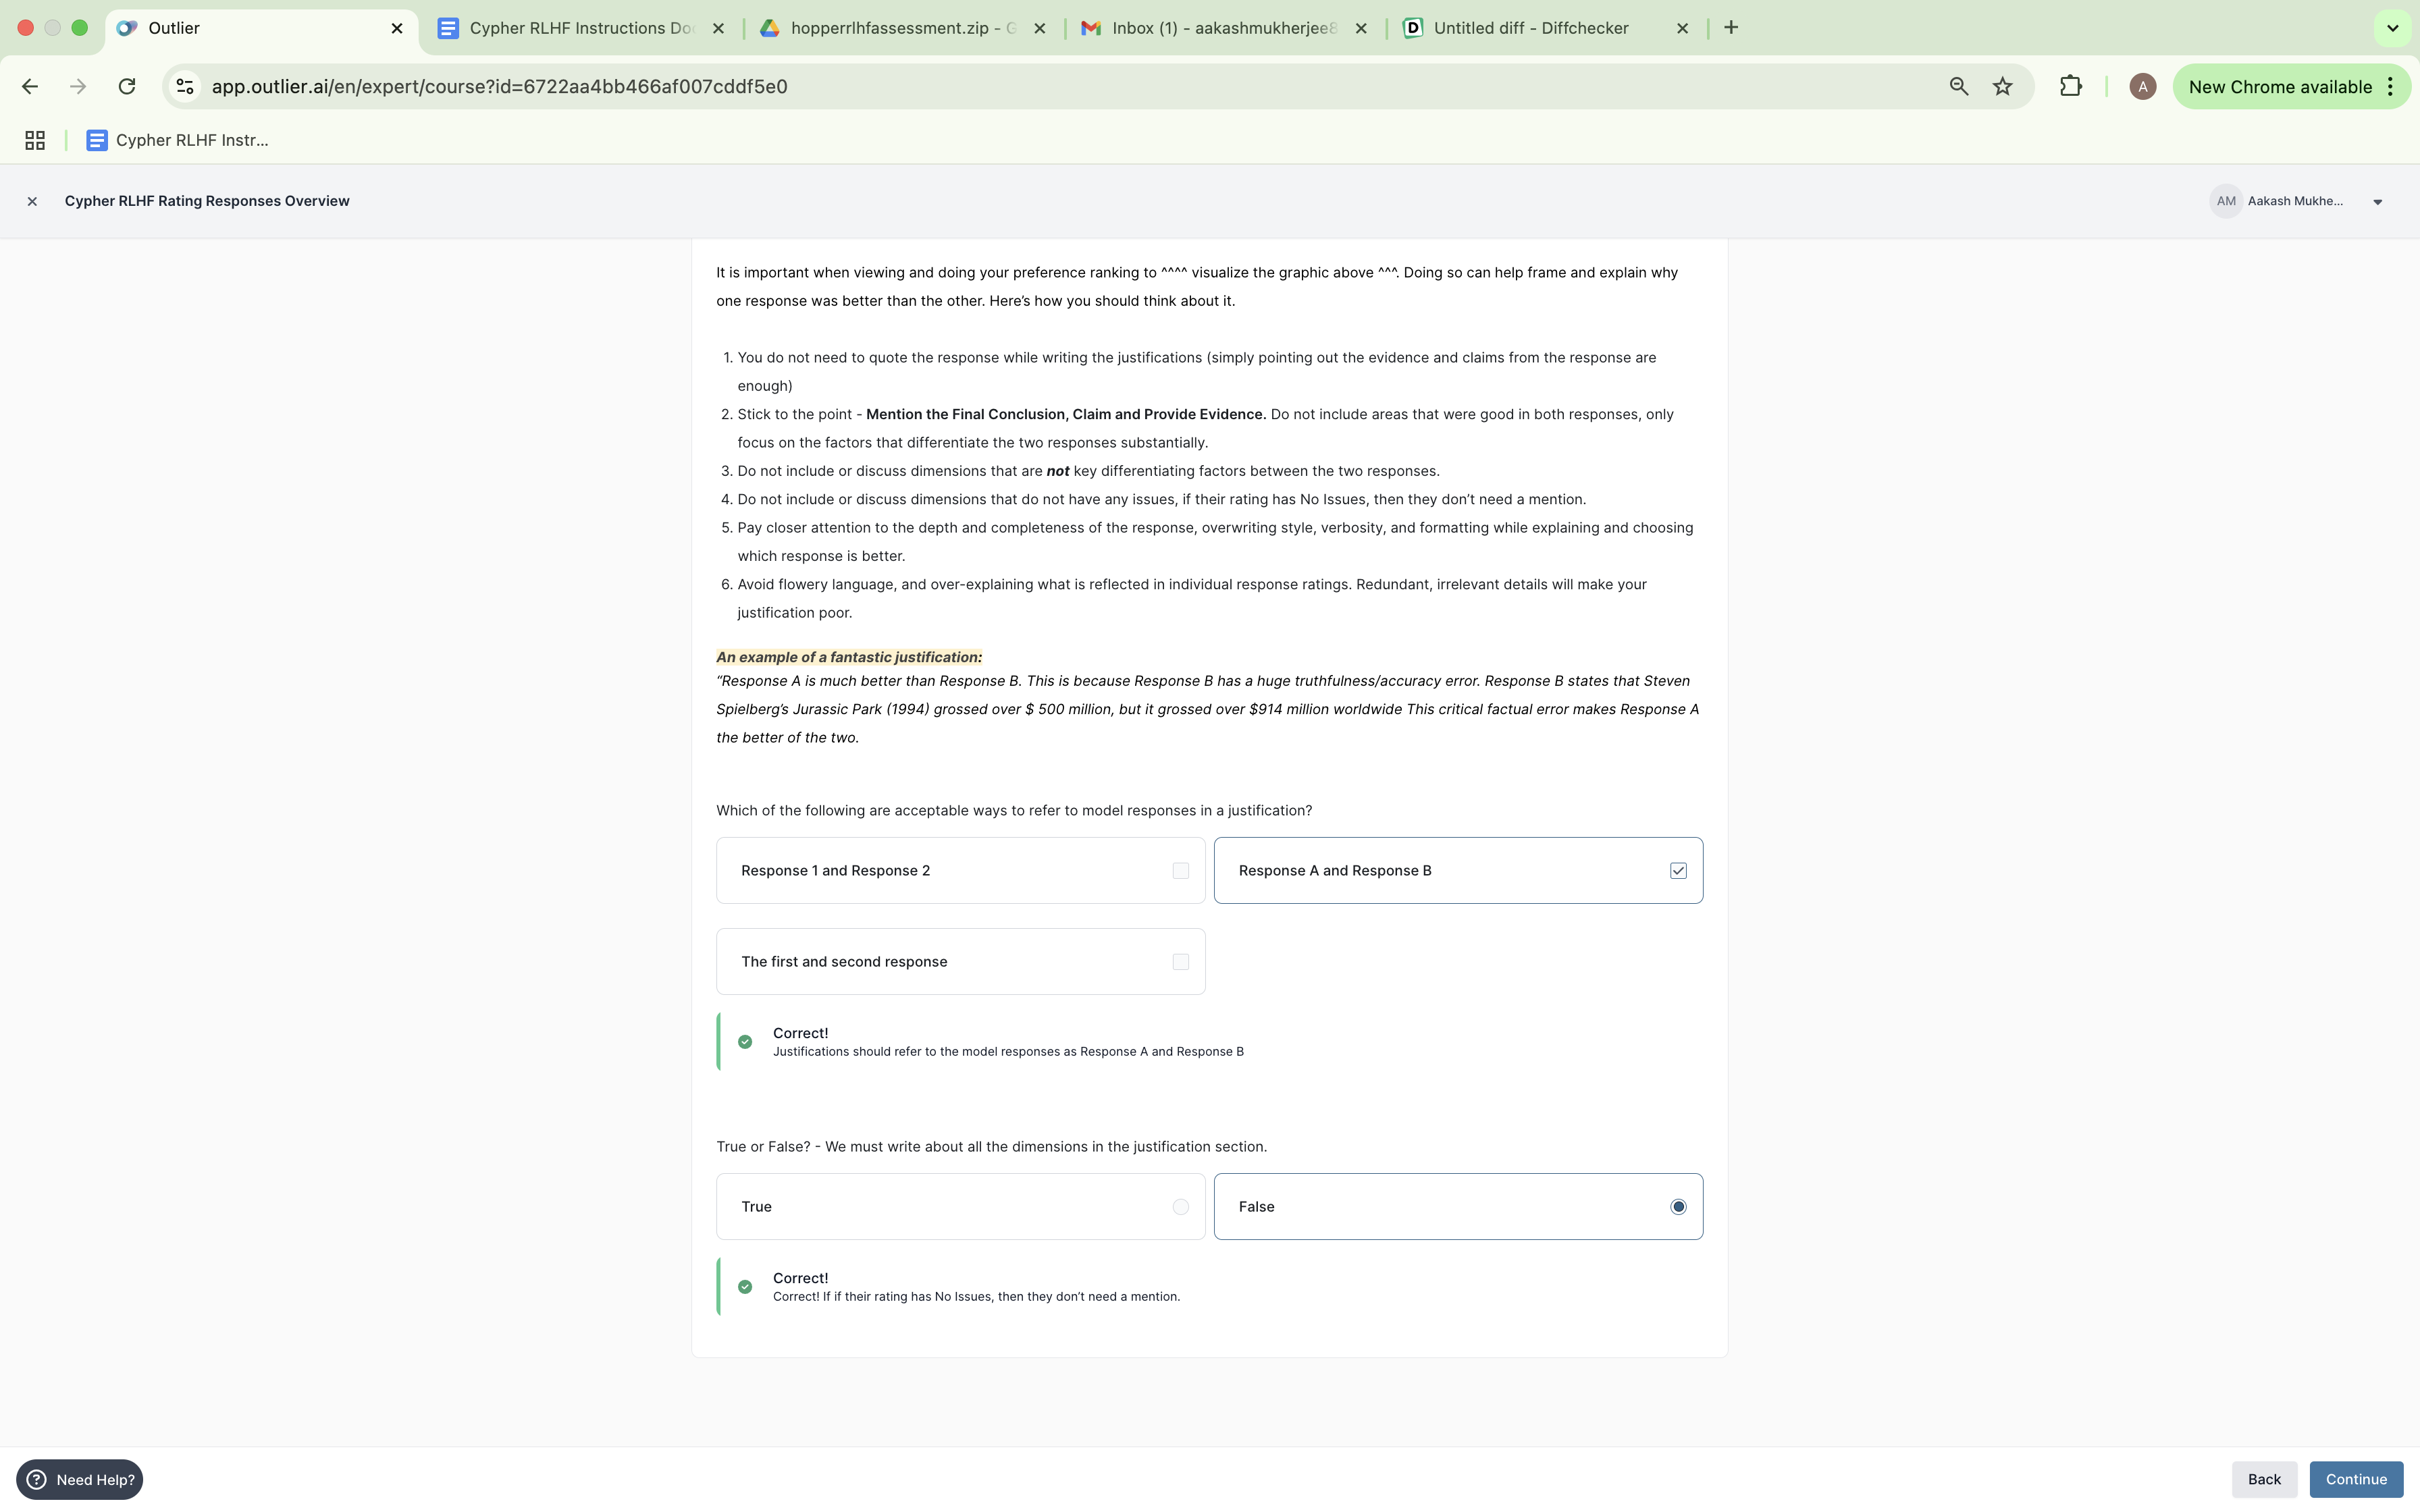 Outlier
Cypher RLHF Instructions Doc
hopperrlhfassessment.zip - G
Inbox (1) - aakashmukherjee8
Untitled diff - Diffchecker
app.outlier.ai/en/expert/course?id=6722aa4bb466af007cddf5e0
A
New Chrome available
Cypher RLHF Instr...
Cypher RLHF Rating Responses Overview
AM
Aakash Mukhe...
It is important when viewing and doing your preference ranking to ^^^^ visualize the graphic above ^^^. Doing so can help frame and explain why
one response was better than the other. Here's how you should think about it.
1. You do not need to quote the response while writing the justifications (simply pointing out the evidence and claims from the response are
enough)
2. Stick to the point - Mention the Final Conclusion, Claim and Provide Evidence. Do not include areas that were good in both responses, only
focus on the factors that differentiate the two responses substantially.
3. Do not include or discuss dimensions that are not key differentiating factors between the two responses.
4. Do not include or discuss dimensions that do not have any issues, if their rating has No Issues, then they don't need a mention.
5. Pay closer attention to the depth and completeness of the response, overwriting style, verbosity, and formatting while explaining and choosing
which response is better.
6. Avoid flowery language, and over-explaining what is reflected in individual response ratings. Redundant, irrelevant details will make your
justification poor.
An example of a fantastic justification:
"Response A is much better than Response B. This is because Response B has a huge truthfulness/accuracy error. Response B states that Steven
Spielberg's Jurassic Park (1994) grossed over $ 500 million, but it grossed over $914 million worldwide This critical factual error makes Response A
the better of the two.
Which of the following are acceptable ways to refer to model responses in a justification?
Response 1 and Response 2
Response A and Response B
The first and second response
Correct!
Justifications should refer to the model responses as Response A and Response B
True or False? - We must write about all the dimensions in the justification section.
True
False
Correct!
Correct! If if their rating has No Issues, then they don't need a mention.
Need Help?
Back
Continue